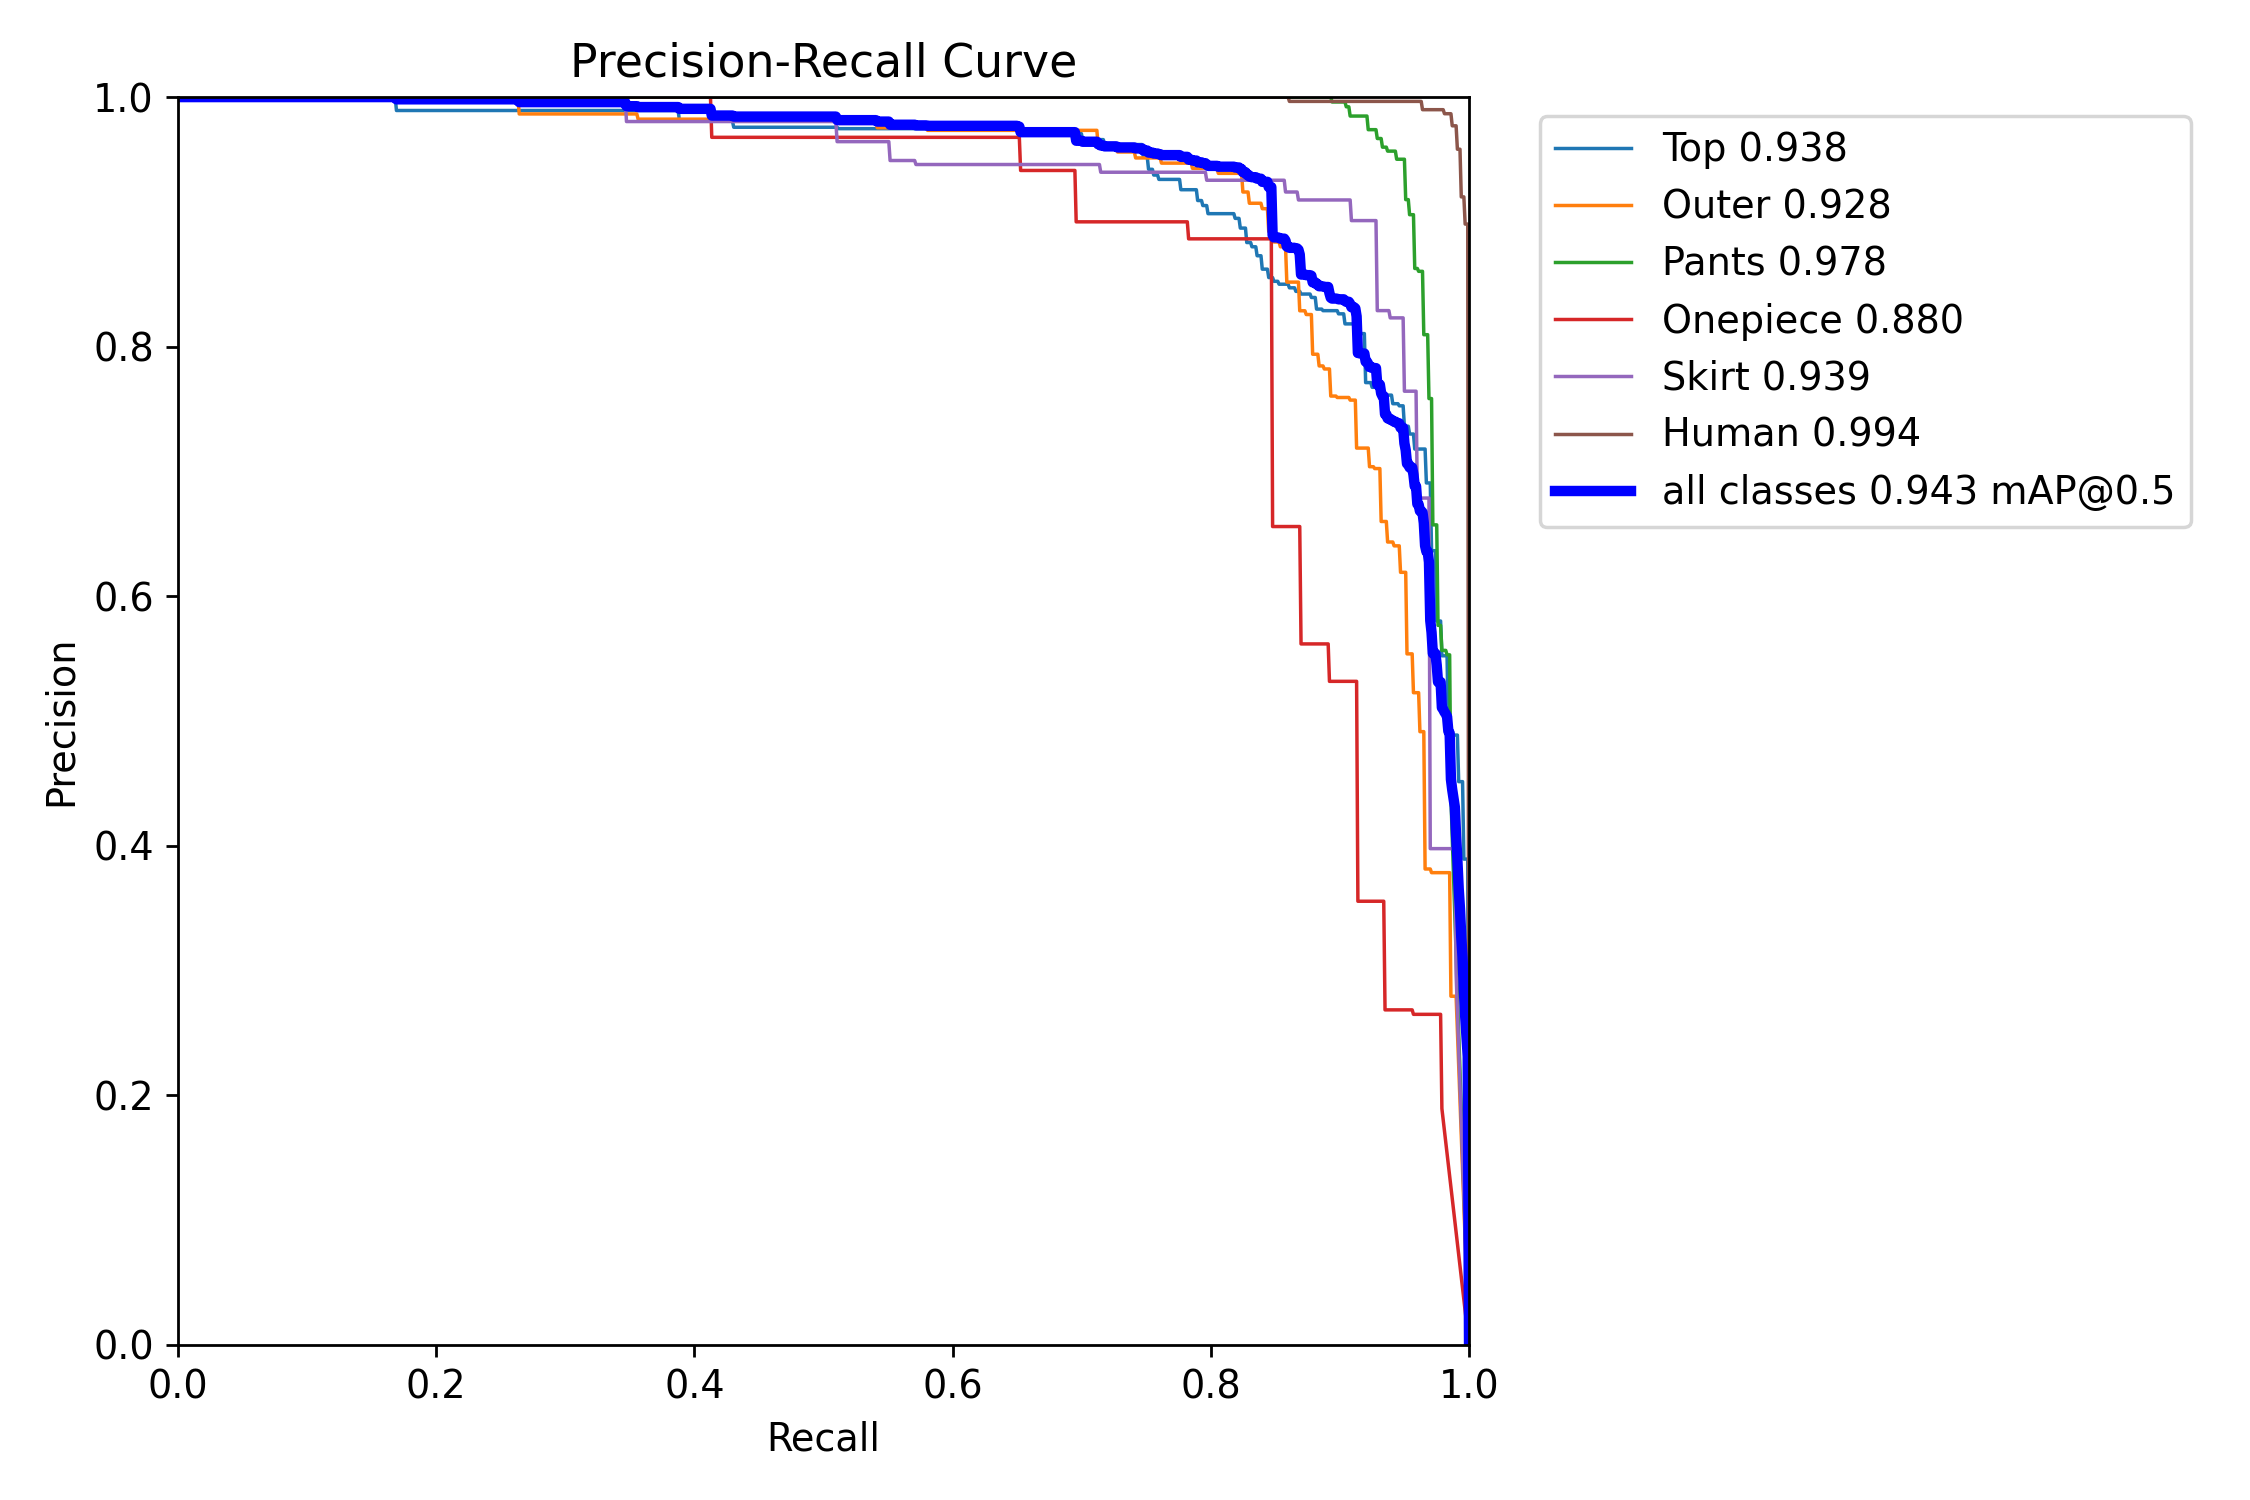 Precision-Recall Curve
1.0
0.8
0.6
0.4
0.2
0.0
Precision
0.0 0.2 0.4 0.6 0.8 1.0
Recall
Top 0.938
Outer 0.928
Pants 0.978
Onepiece 0.880
Skirt 0.939
Human 0.994
all classes 0.943 mAP@0.5